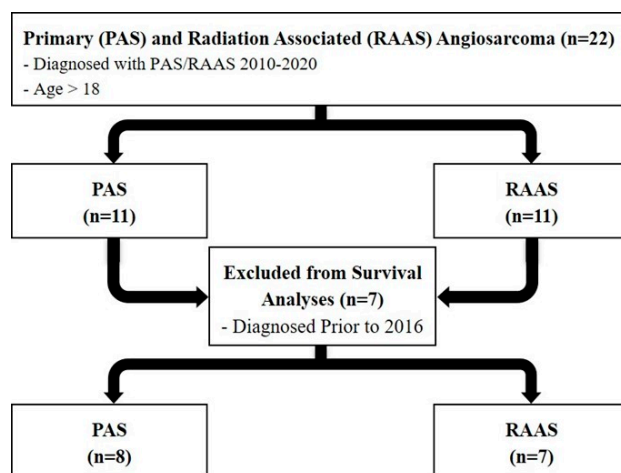 Primary (PAS) and Radiation Associated (RAAS) Angiosarcoma (n=22)
- Diagnosed with PAS/RAAS 2010-2020
- Age > 18
PAS
(n=11)
RAAS
(n=11)
Excluded from Survival
Analyses (n=7)
- Diagnosed Prior to 2016
PAS
(n=8)
RAAS
(n=7)